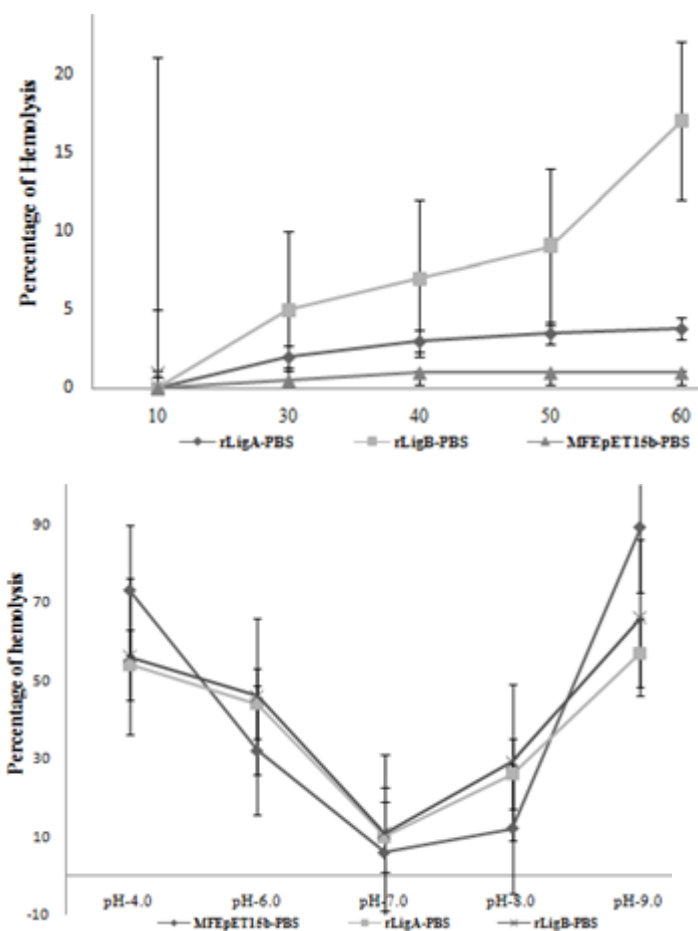 Percentage of Hemolysis
20
15
10
5
0
10 30 40 50 60
rLigA-PBS rLigB-PBS MFEpET15b-PBS
Percentage of hemolysis
90
70
50
30
10
-10
pH-4.0 pH-6.0 pH-7.0 pH-8.0 pH-9.0
MFEpET15b-PBS rLigA-PBS rLigB-PBS